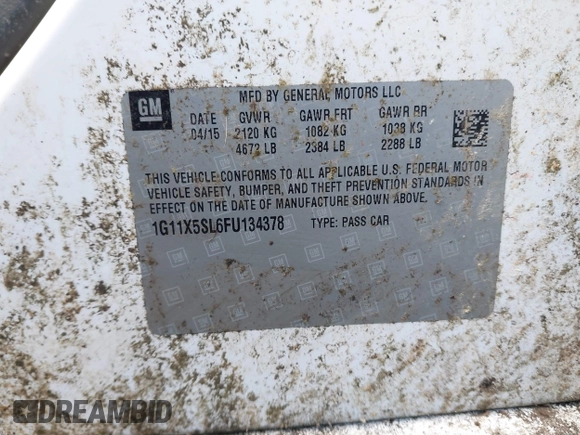 GM
MFD BY GENERAL MOTORS LLC
DATE GVWR GAWR FRT GAWR RR
04/15 2120 KG 1082 KG 1038 KG
4672 LB 2384 LB 2288 LB
THIS VEHICLE CONFORMS TO ALL APPLICABLE U.S. FEDERAL MOTOR
VEHICLE SAFETY, BUMPER, AND THEFT PREVENTION STANDARDS IN
EFFECT ON THE DATE OF MANUFACTURE SHOWN ABOVE.
1G11X5SL6FU134378 TYPE: PASS CAR
DREAMBID